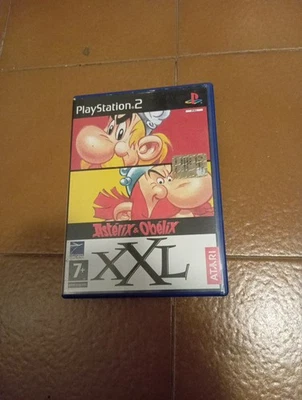 PlayStation.2
Astérix & Obélix
XXL
7+
ATARI